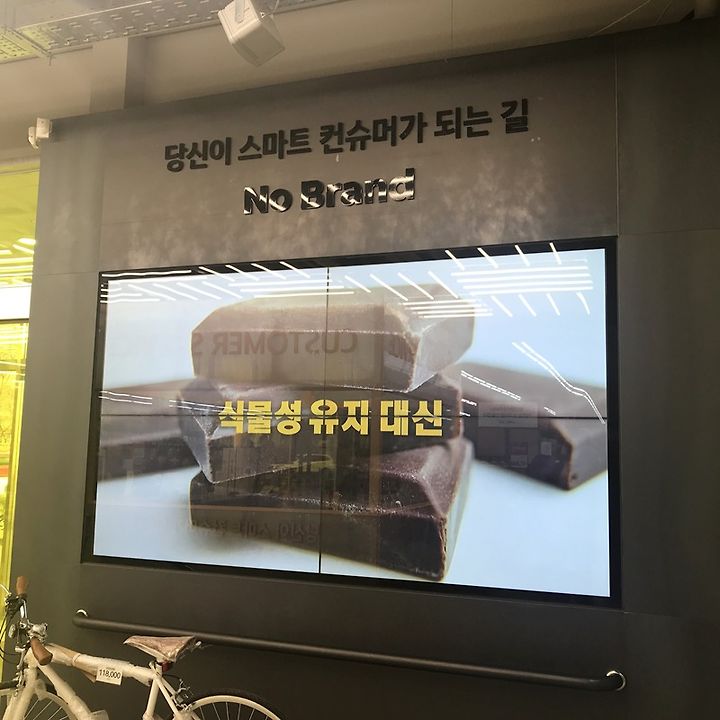 당신이 스마트 컨슈머가 되는 길
No Brand
CUSTOMER S
식물성 유지 대신
118,000